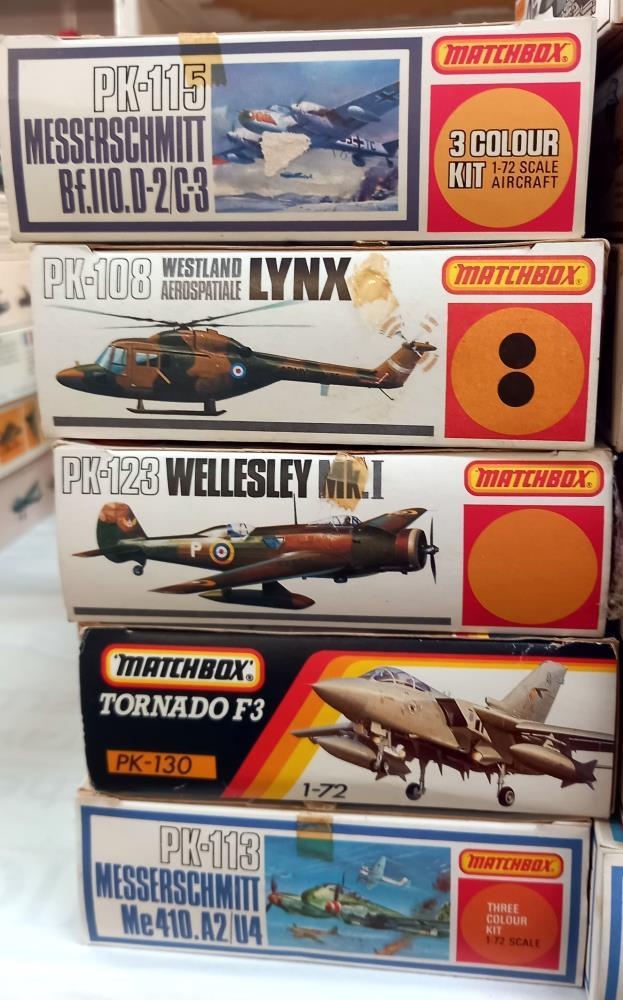 PK-115
MESSERSCHMITT
Bf.110.D-2/C-3
MATCHBOX
3 COLOUR
KIT 1-72 SCALE
AIRCRAFT
PK-108 WESTLAND
AEROSPATIALE LYNX
MATCHBOX
PK-123 WELLESLEY Mk.I
MATCHBOX
P
MATCHBOX
TORNADO F3
PK-130
1-72
PK-113
MESSERSCHMITT
Me410.A2/U4
MATCHBOX
THREE
COLOUR
KIT
1-72 SCALE